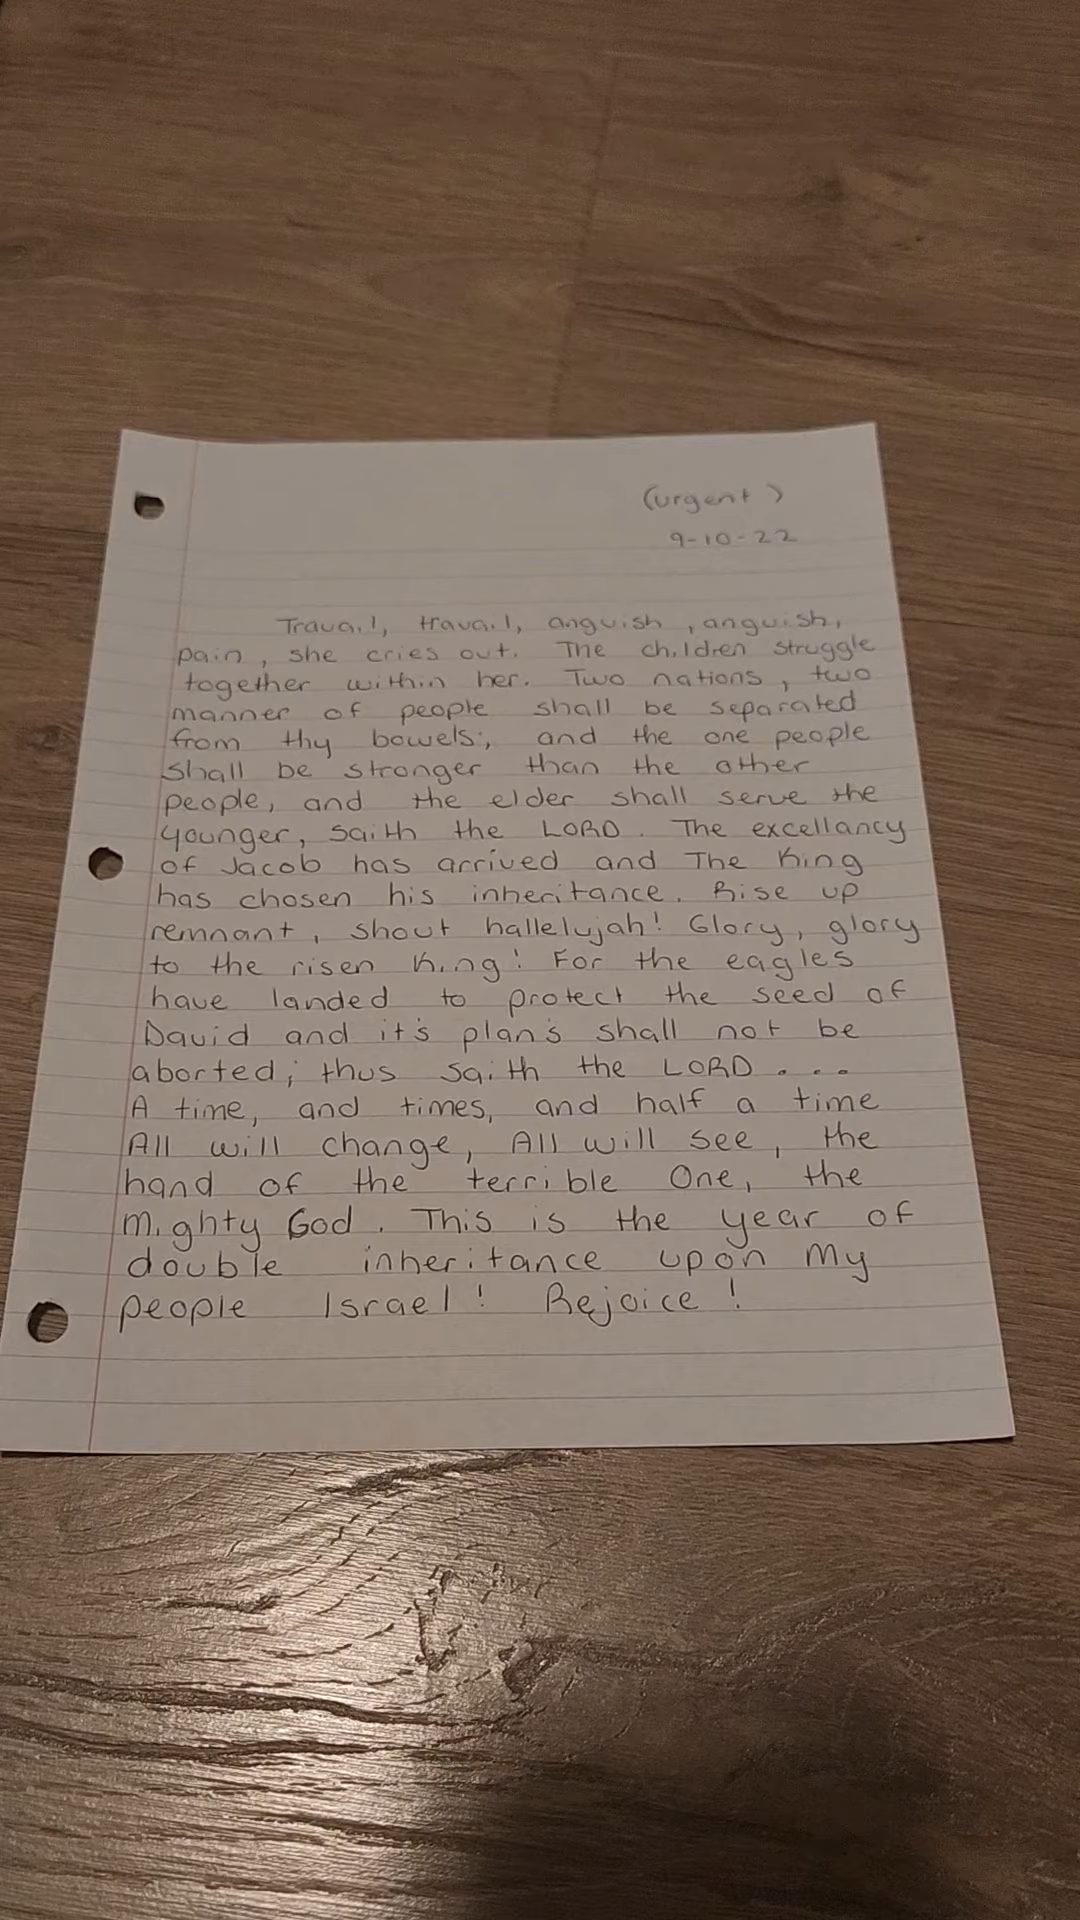 (urgent)
9-10-22
Travail, travail, anguish, anguish,
pain, she cries out. The children struggle
together within her. Two nations, two
manner of people shall be separated
from thy bowels; and the one people
shall be stronger than the other
people, and the elder shall serve the
younger, saith the LORD. The excellancy
of Jacob has arrived and The King
has chosen his inheritance. Rise up
remnant, shout hallelujah! Glory, glory
to the risen King! For the eagles
have landed to protect the seed of
David and it's plan's shall not be
aborted; thus saith the LORD....
A time, and times, and half a time
All will change, All will see, the
hand of the terrible One, the
mighty God. This is the year of
double inheritance upon my
people Israel! Rejoice!